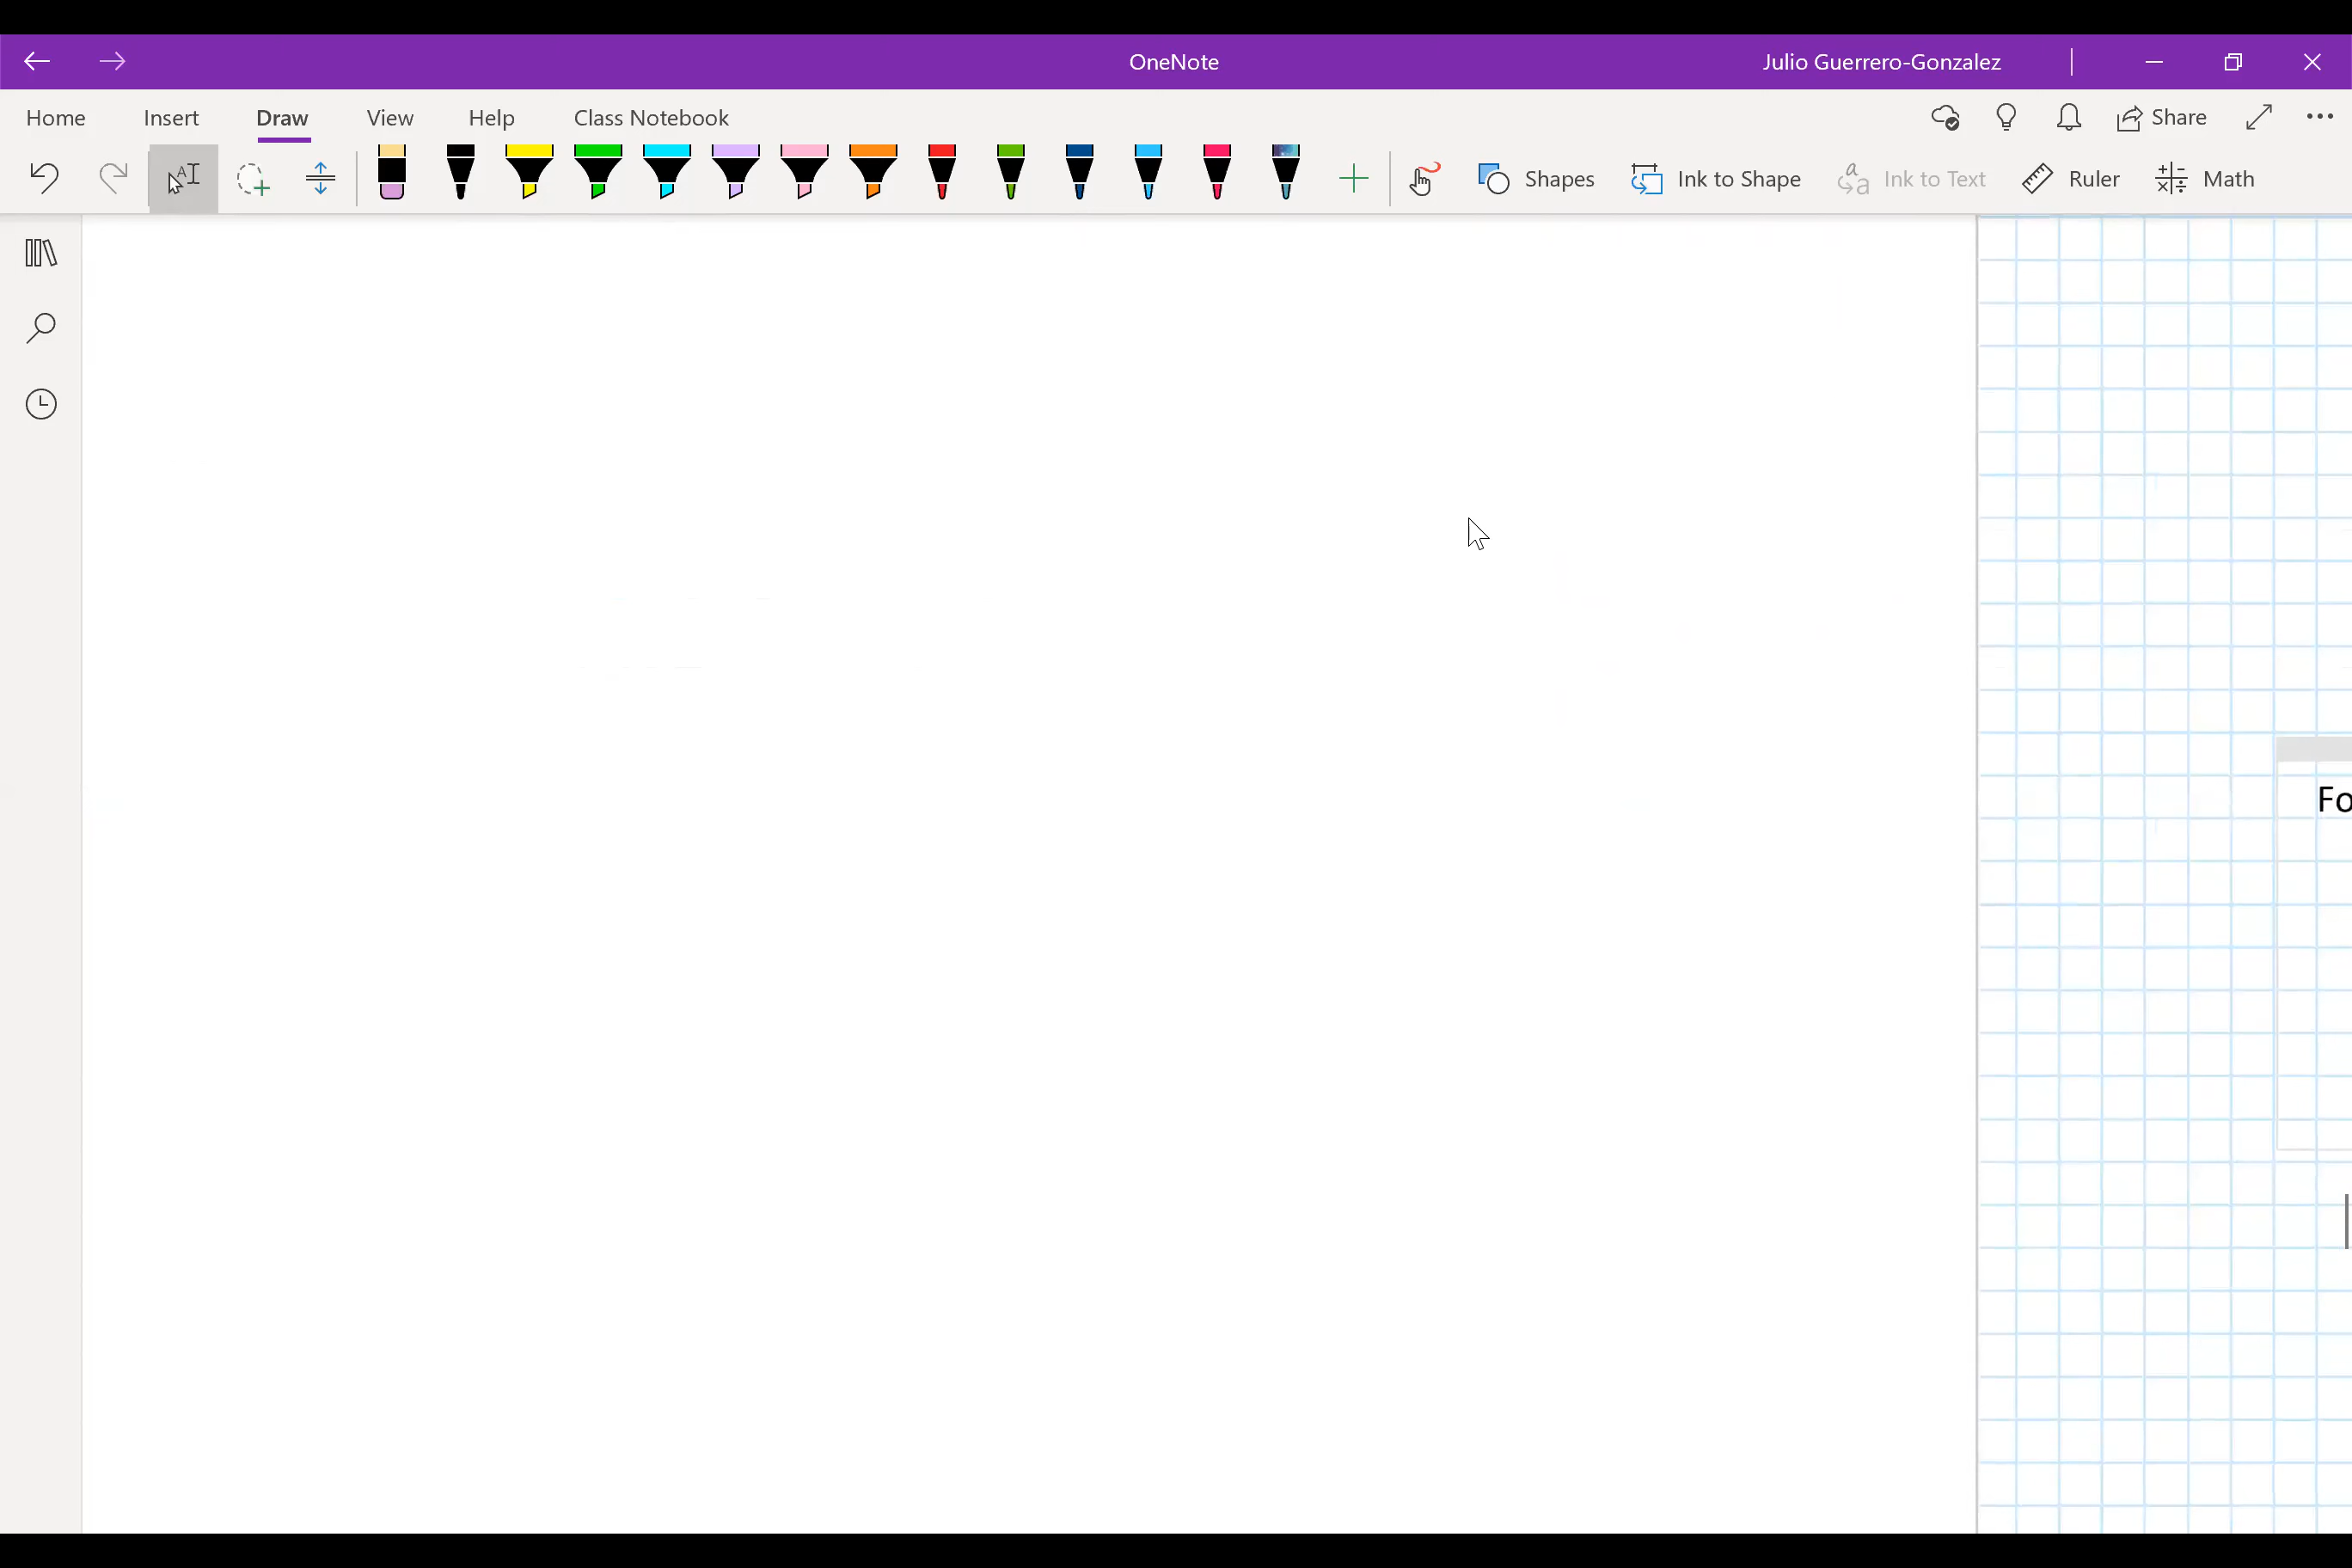 OneNote
Julio Guerrero-Gonzalez
Home Insert Draw View Help Class Notebook
Share
Shapes Ink to Shape Ink to Text Ruler Math
Fo